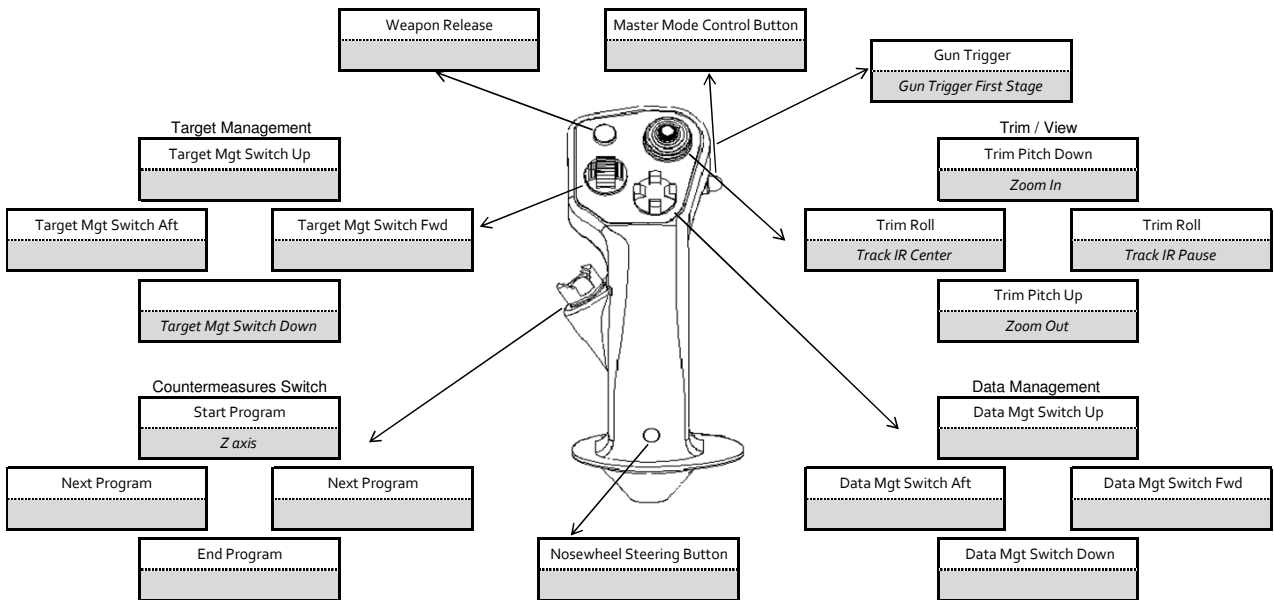 Weapon Release
Master Mode Control Button
Gun Trigger
Gun Trigger First Stage
Target Management
Target Mgt Switch Up
Target Mgt Switch Aft
Target Mgt Switch Fwd
Target Mgt Switch Down
Trim / View
Trim Pitch Down
Zoom In
Trim Roll
Track IR Center
Trim Roll
Track IR Pause
Trim Pitch Up
Zoom Out
Countermeasures Switch
Start Program
Z axis
Next Program
Next Program
End Program
Nosewheel Steering Button
Data Management
Data Mgt Switch Up
Data Mgt Switch Aft
Data Mgt Switch Fwd
Data Mgt Switch Down